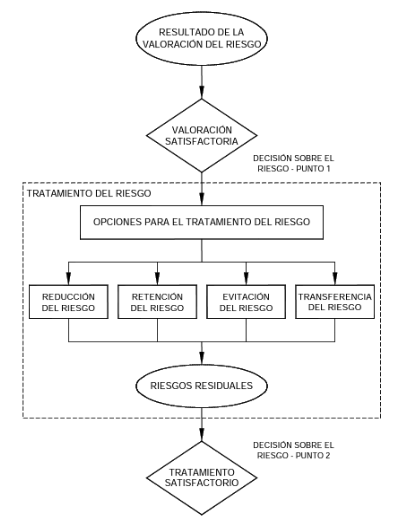 RESULTADO DE LA
VALORACIÓN DEL RIESGO
VALORACIÓN
SATISFACTORIA
DECISIÓN SOBRE EL
RIESGO - PUNTO 1
TRATAMIENTO DEL RIESGO
OPCIONES PARA EL TRATAMIENTO DEL RIESGO
REDUCCIÓN
DEL RIESGO
RETENCIÓN
DEL RIESGO
EVITACIÓN
DEL RIESGO
TRANSFERENCIA
DEL RIESGO
RIESGOS RESIDUALES
DECISIÓN SOBRE EL
RIESGO - PUNTO 2
TRATAMIENTO
SATISFACTORIO